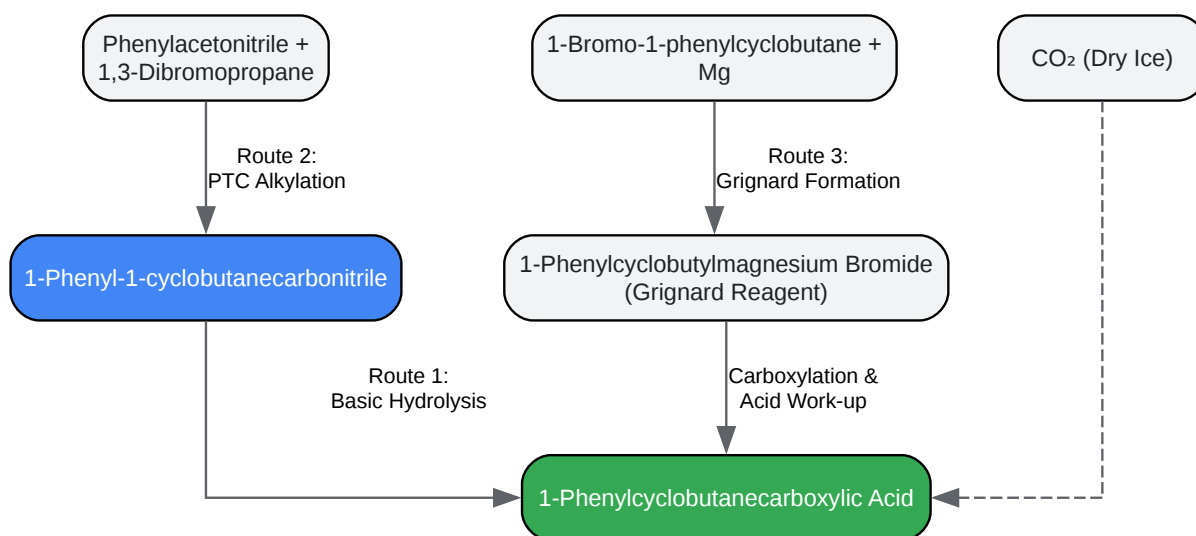 Phenylacetonitrile +
1,3-Dibromopropane
1-Bromo-1-phenylcyclobutane +
Mg
CO₂ (Dry Ice)
Route 2:
PTC Alkylation
Route 3:
Grignard Formation
1-Phenyl-1-cyclobutanecarbonitrile
1-Phenylcyclobutylmagnesium Bromide
(Grignard Reagent)
Route 1:
Basic Hydrolysis
Carboxylation &
Acid Work-up
1-Phenylcyclobutanecarboxylic Acid